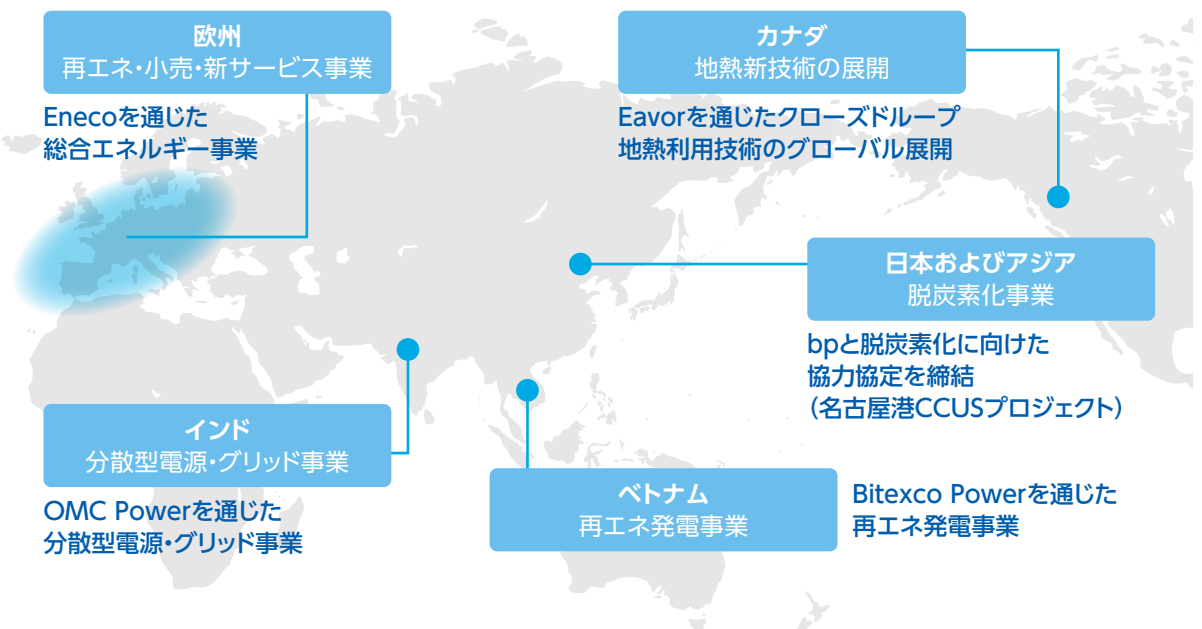 欧州
再エネ・小売・新サービス事業
Enecoを通じた
総合エネルギー事業
カナダ
地熱新技術の展開
Eavorを通じたクローズドループ
地熱利用技術のグローバル展開
日本およびアジア
脱炭素化事業
bpと脱炭素化に向けた
協力協定を締結
（名古屋港CCUSプロジェクト）
インド
分散型電源・グリッド事業
OMC Powerを通じた
分散型電源・グリッド事業
ベトナム
再エネ発電事業
Bitexco Powerを通じた
再エネ発電事業